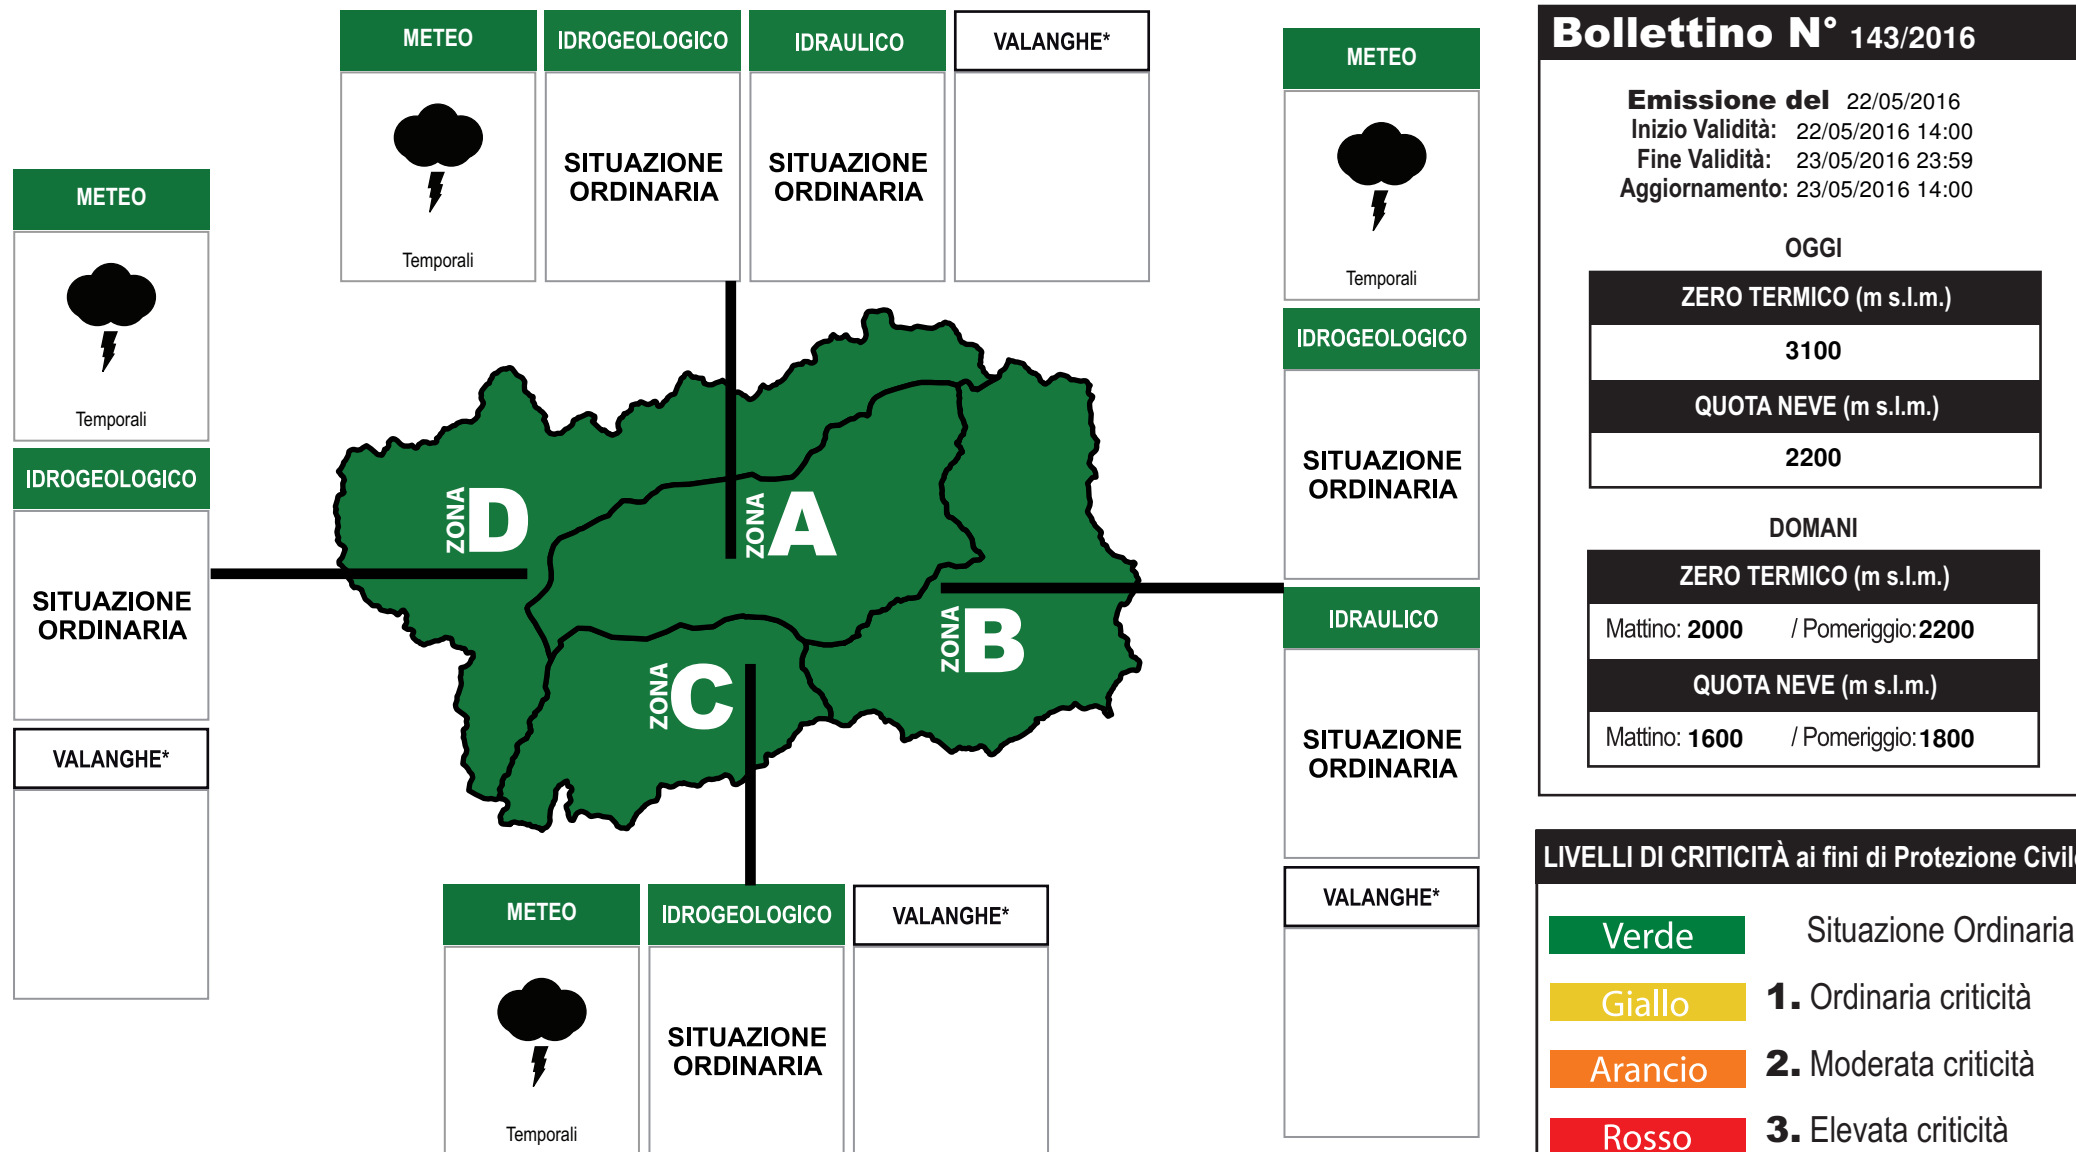 METEO
IDROGEOLOGICO
IDRAULICO
VALANGHE*
Temporali
SITUAZIONE
ORDINARIA
SITUAZIONE
ORDINARIA
METEO
Temporali
IDROGEOLOGICO
SITUAZIONE
ORDINARIA
VALANGHE*
METEO
Temporali
IDROGEOLOGICO
SITUAZIONE
ORDINARIA
IDRAULICO
SITUAZIONE
ORDINARIA
VALANGHE*
ZONA D
ZONA A
ZONA B
ZONA C
METEO
IDROGEOLOGICO
VALANGHE*
Temporali
SITUAZIONE
ORDINARIA
Bollettino N° 143/2016
Emissione del 22/05/2016
Inizio Validità: 22/05/2016 14:00
Fine Validità: 23/05/2016 23:59
Aggiornamento: 23/05/2016 14:00
OGGI
ZERO TERMICO (m s.l.m.)
3100
QUOTA NEVE (m s.l.m.)
2200
DOMANI
ZERO TERMICO (m s.l.m.)
Mattino: 2000 / Pomeriggio: 2200
QUOTA NEVE (m s.l.m.)
Mattino: 1600 / Pomeriggio: 1800
LIVELLI DI CRITICITÀ ai fini di Protezione Civile
Verde Situazione Ordinaria
Giallo 1. Ordinaria criticità
Arancio 2. Moderata criticità
Rosso 3. Elevata criticità